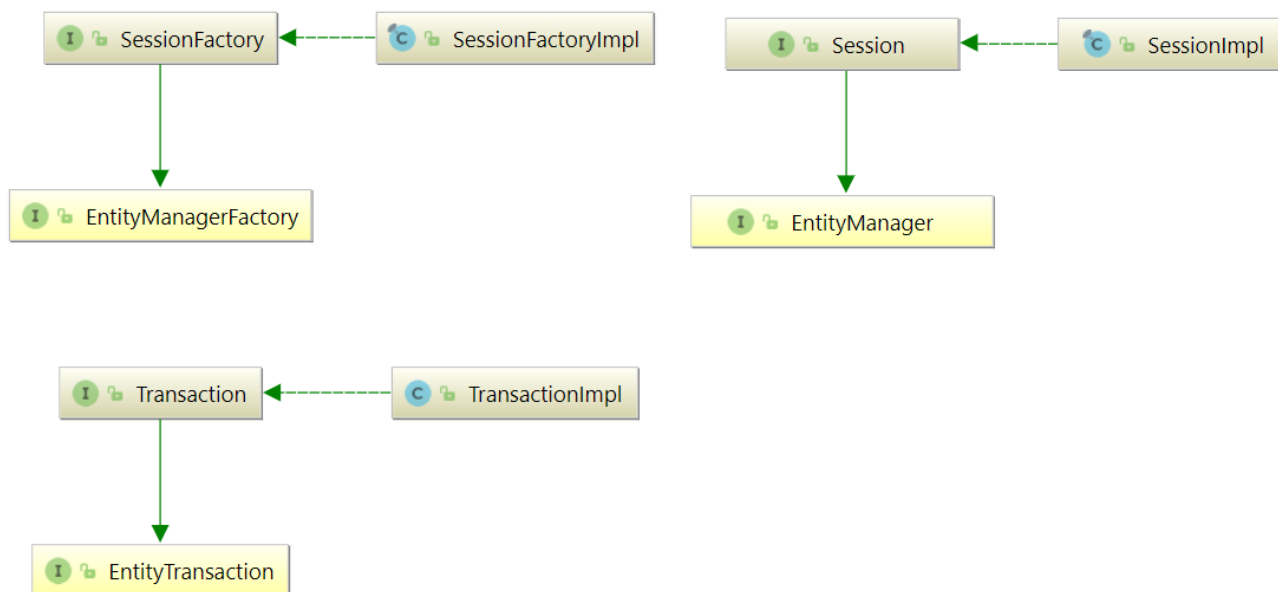 I SessionFactory
C SessionFactoryImpl
I Session
C SessionImpl
I EntityManagerFactory
I EntityManager
I Transaction
C TransactionImpl
I EntityTransaction